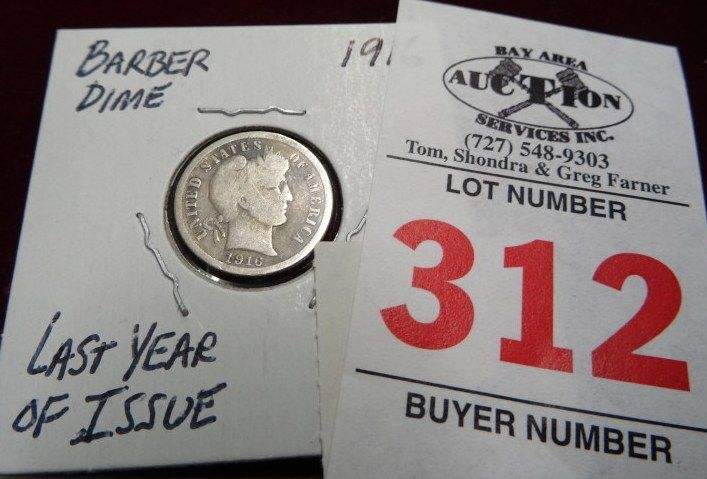 BARBER
DIME
1916
UNITED STATES OF AMERICA
1916
LAST YEAR
OF ISSUE
BAY AREA
AUCTION
SERVICES INC.
(727) 548-9303
Tom, Shondra & Greg Farner
LOT NUMBER
312
BUYER NUMBER